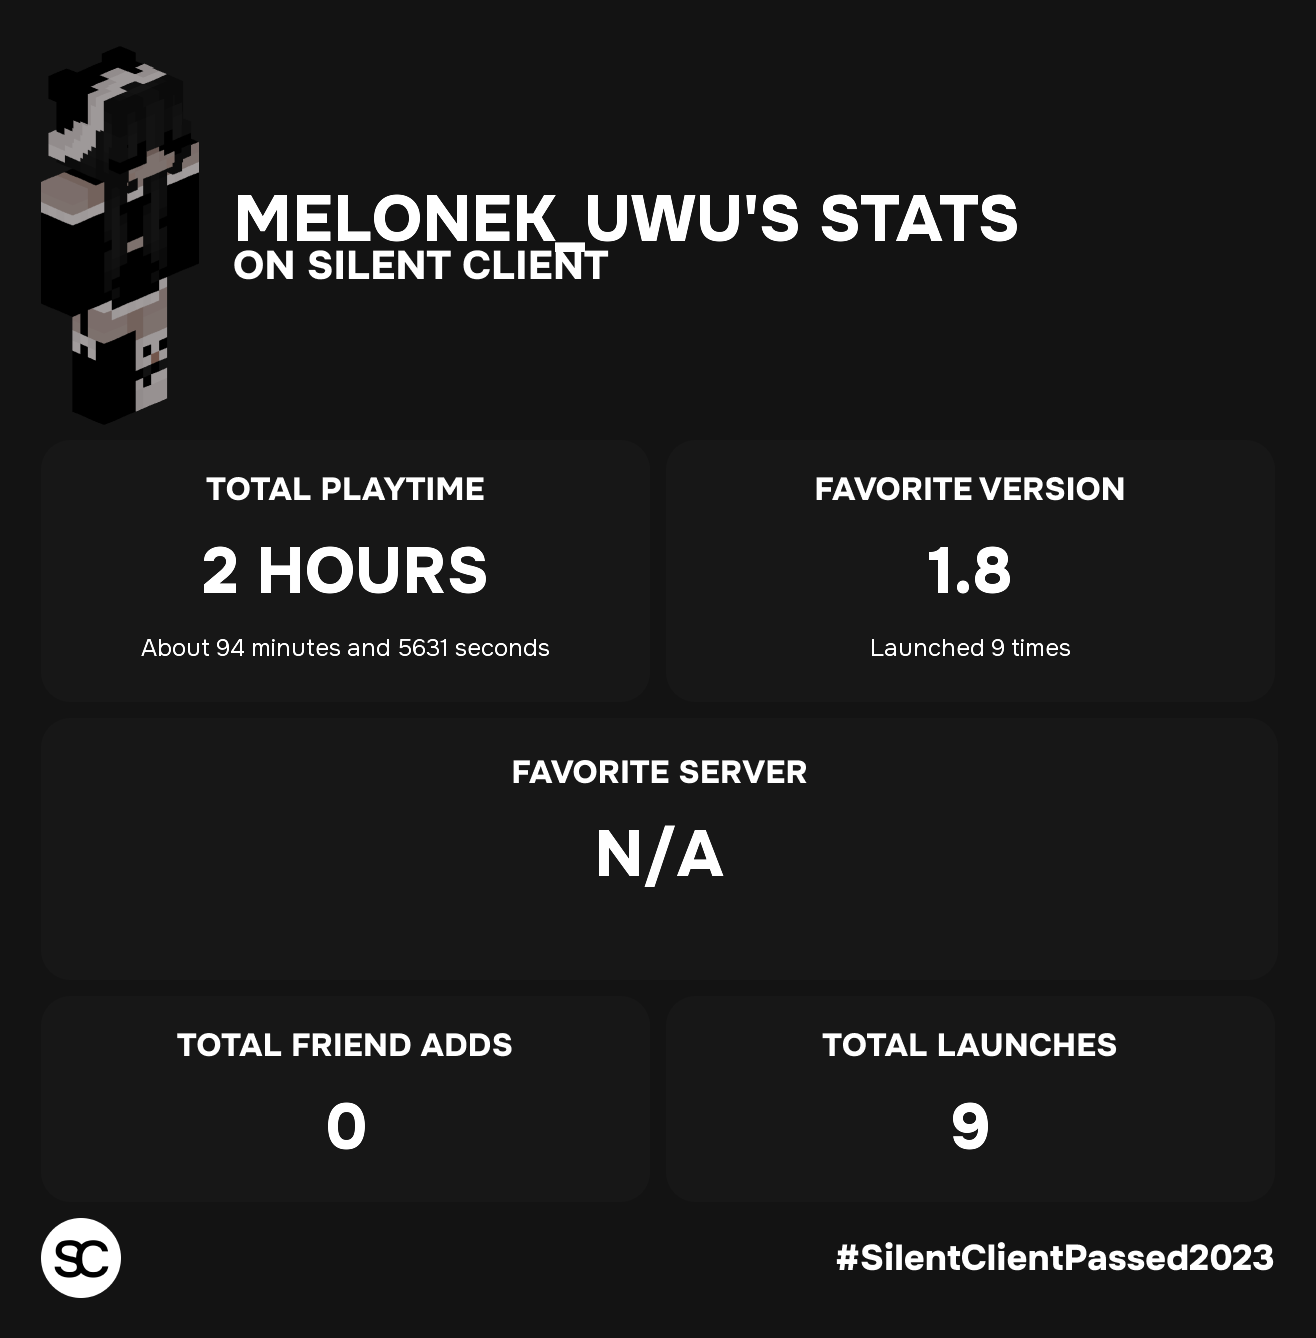 MELONEK_UWU'S STATS
ON SILENT CLIENT
TOTAL PLAYTIME
2 HOURS
About 94 minutes and 5631 seconds
FAVORITE VERSION
1.8
Launched 9 times
FAVORITE SERVER
N/A
TOTAL FRIEND ADDS
0
TOTAL LAUNCHES
9
SC
#SilentClientPassed2023